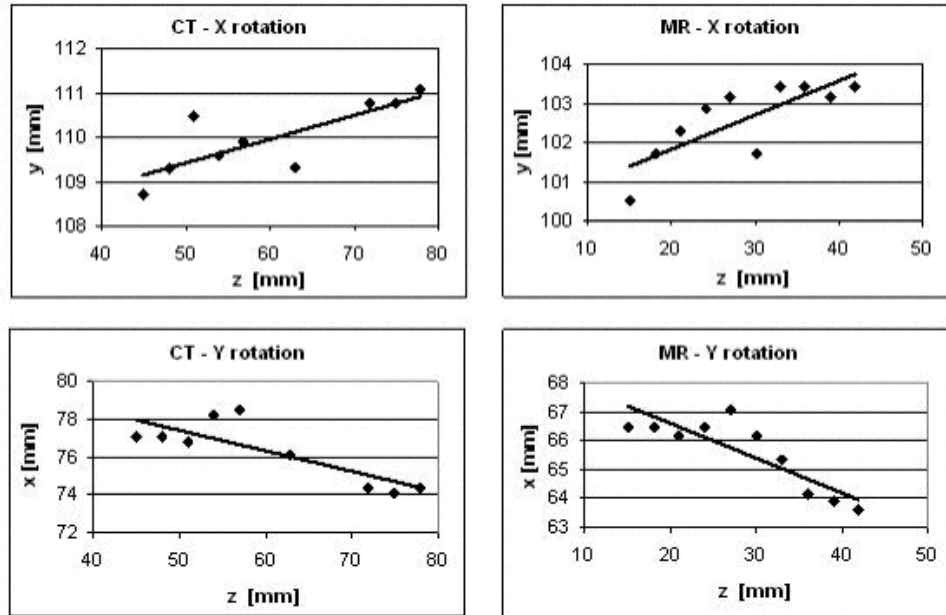 CT - X rotation
112
111
110
109
108
y [mm]
40 50 60 70 80
z [mm]
MR - X rotation
104
103
102
101
100
y [mm]
10 20 30 40 50
z [mm]
CT - Y rotation
80
78
76
74
72
x [mm]
40 50 60 70 80
z [mm]
MR - Y rotation
68
67
66
65
64
63
x [mm]
10 20 30 40 50
z [mm]